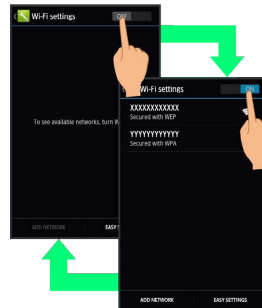 Wi-Fi settings
OFF
To see available networks, turn
ADD NETWORK
EASY
Wi-Fi settings
ON
XXXXXXXXXXXX
Secured with WEP
YYYYYYYYYYYY
Secured with WPA
ADD NETWORK
EASY SETTINGS